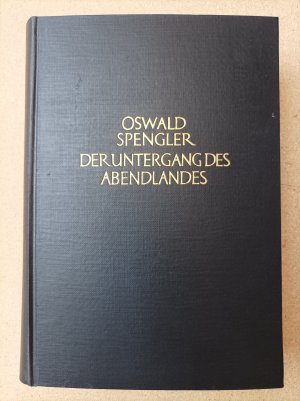 OSWALD
SPENGLER
DER UNTERGANG DES
ABENDLANDES